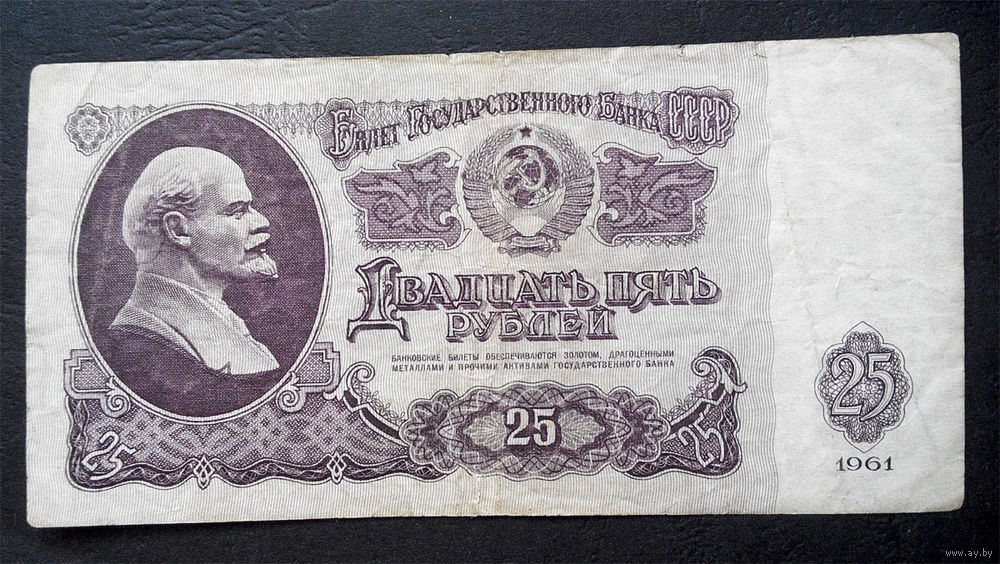 Билет Государственного Банка СССР
Двадцать пять
рублей
БАНКОВСКИЕ БИЛЕТЫ ОБЕСПЕЧИВАЮТСЯ ЗОЛОТОМ, ДРАГОЦЕННЫМИ
МЕТАЛЛАМИ И ПРОЧИМИ АКТИВАМИ ГОСУДАРСТВЕННОГО БАНКА
25
25
25
25
1961
www.ay.by